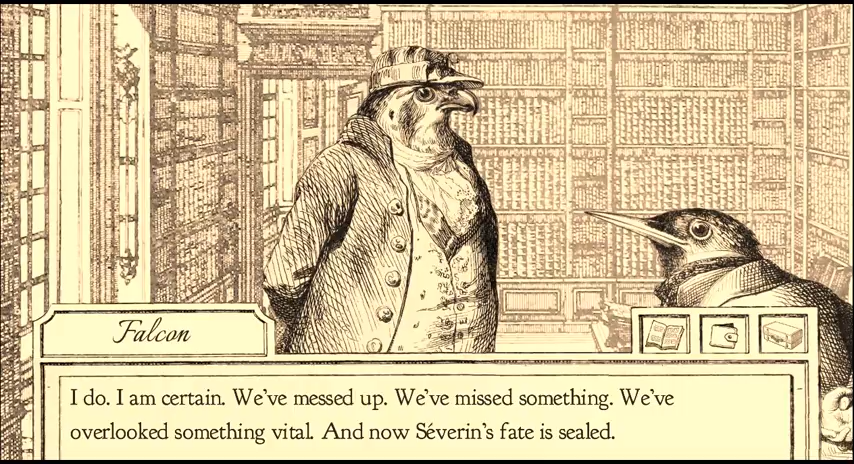 Falcon
I do. I am certain. We've messed up. We've missed something. We've
overlooked something vital. And now Séverin's fate is sealed.